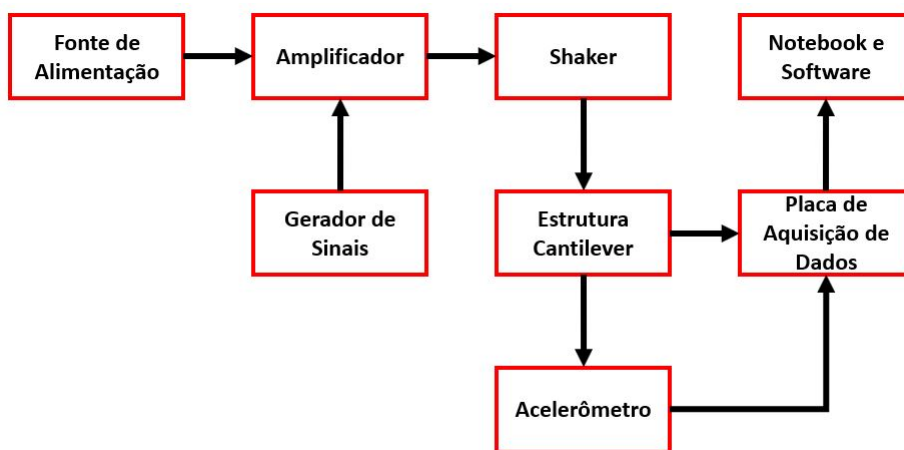 Fonte de
Alimentação
Amplificador
Shaker
Notebook e
Software
Gerador de
Sinais
Estrutura
Cantilever
Placa de
Aquisição de
Dados
Acelerômetro